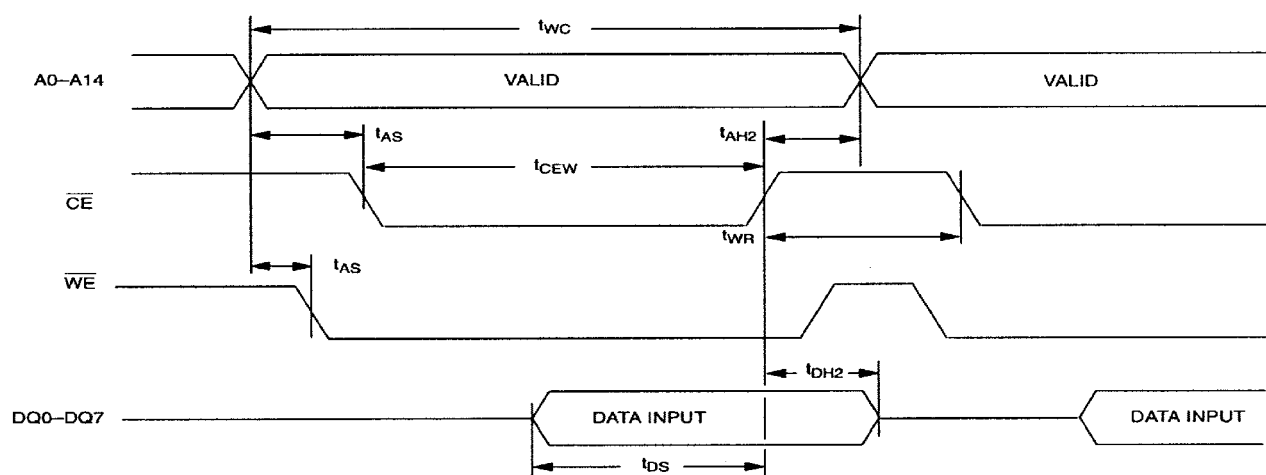 tWC
A0–A14
VALID
VALID
tAS
tAH2
tCEW
CE
tWR
tAS
WE
tDH2
DQ0–DQ7
DATA INPUT
DATA INPUT
tDS